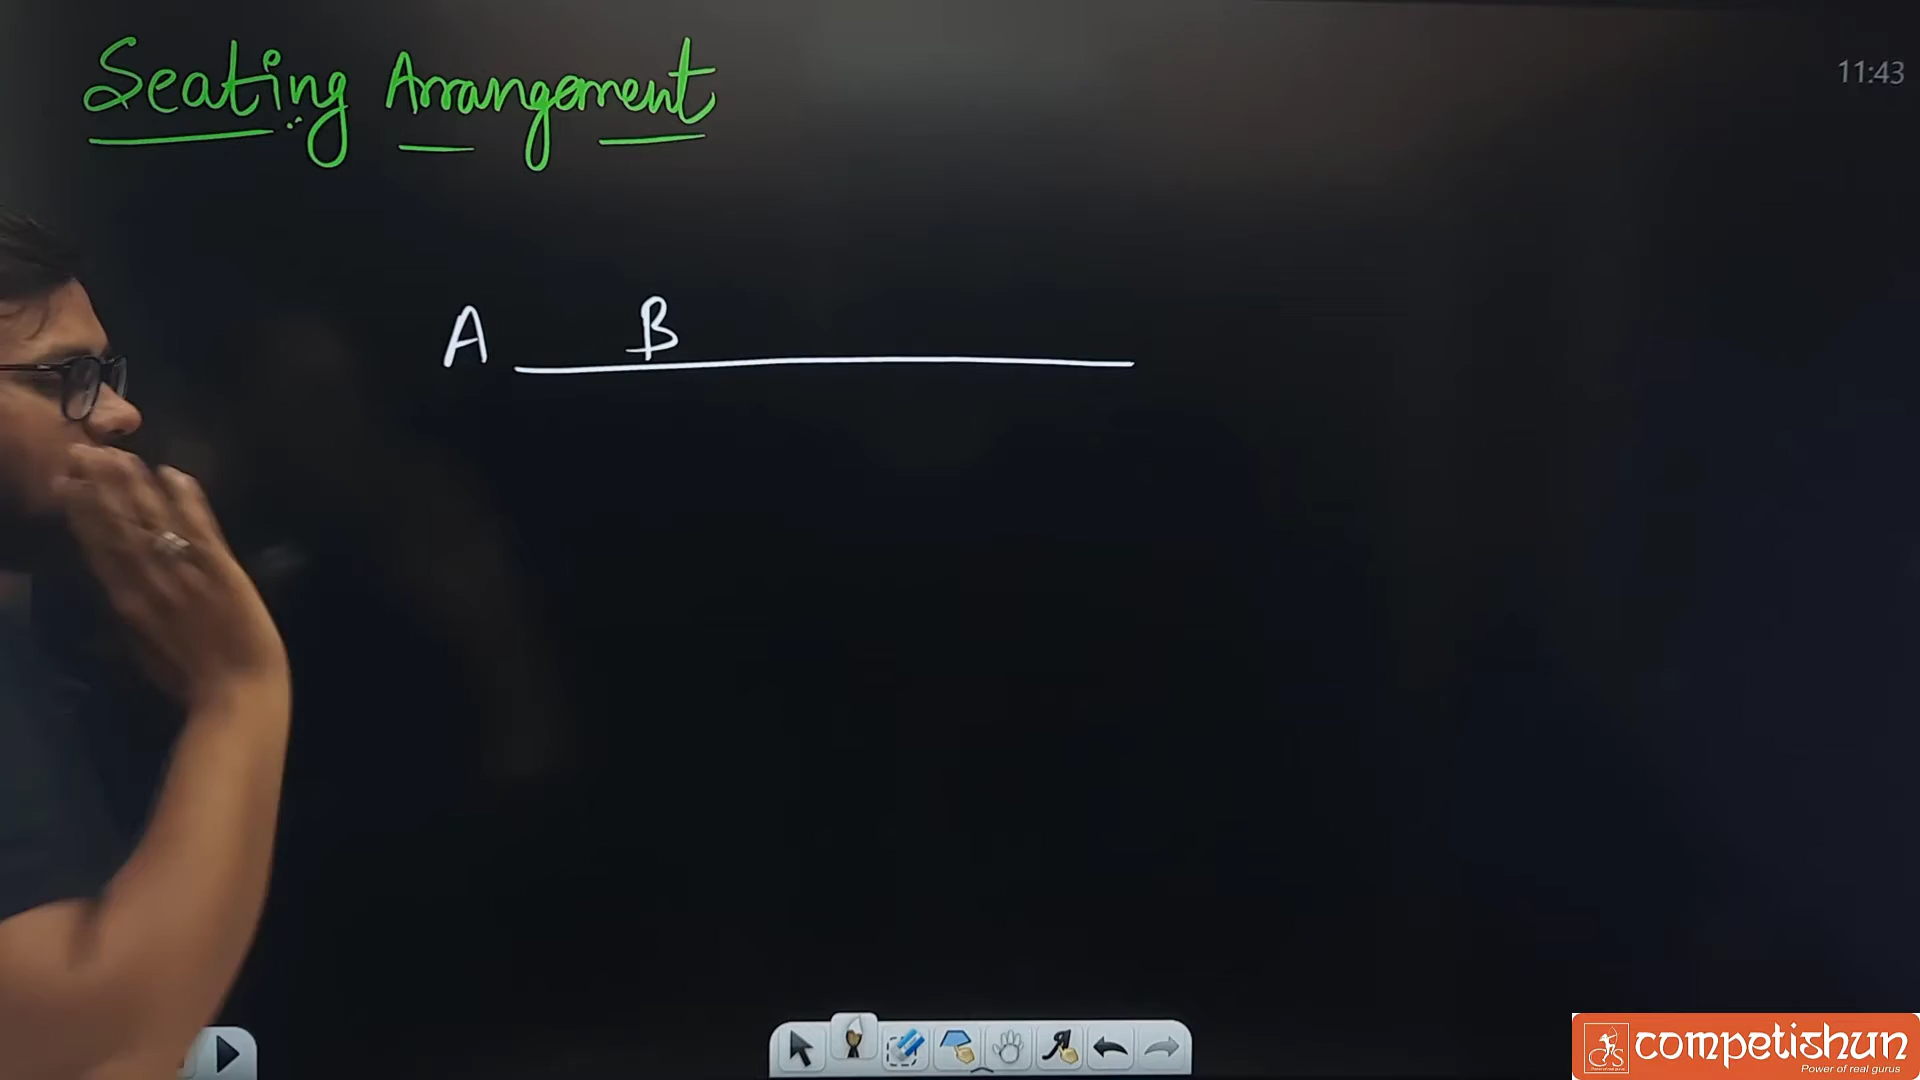 Seating Arrangement
11:43
A B
competishun
Power of real gurus